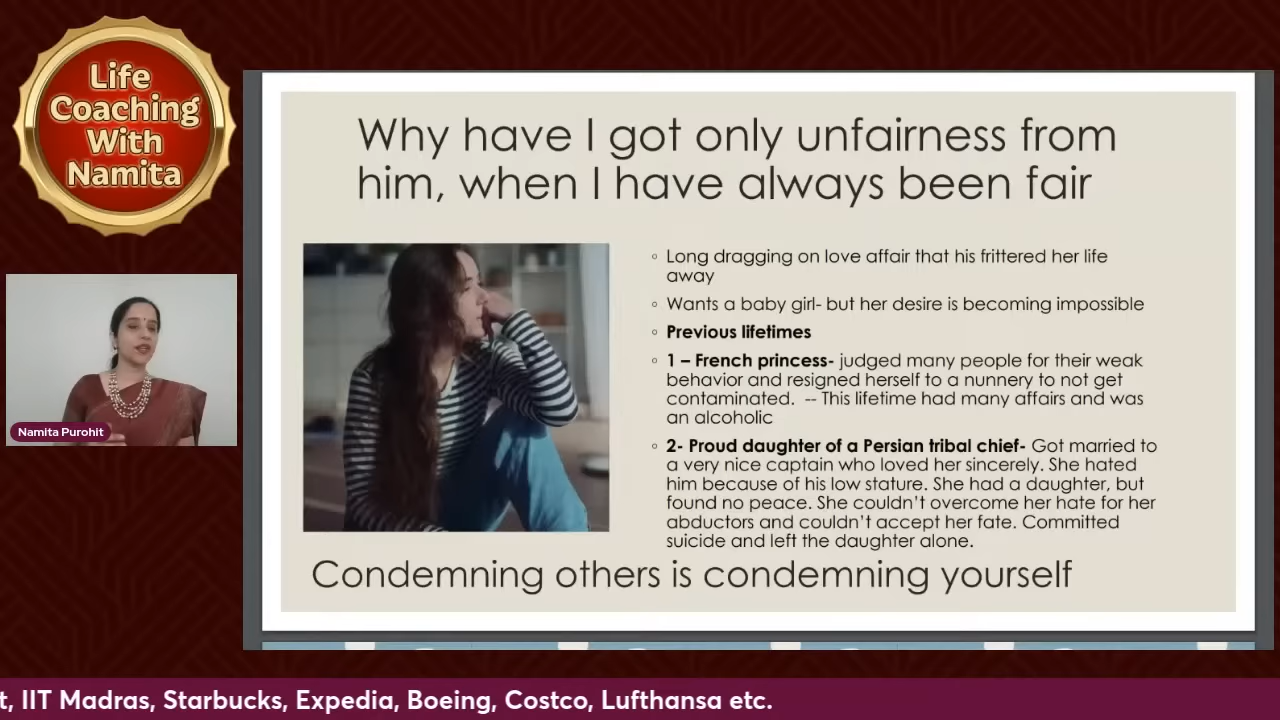 Life
Coaching
With
Namita
Namita Purohit
Why have I got only unfairness from
him, when I have always been fair
Long dragging on love affair that his frittered her life
away
Wants a baby girl- but her desire is becoming impossible
Previous lifetimes
1 – French princess- judged many people for their weak
behavior and resigned herself to a nunnery to not get
contaminated. -- This lifetime had many affairs and was
an alcoholic
2- Proud daughter of a Persian tribal chief- Got married to
a very nice captain who loved her sincerely. She hated
him because of his low stature. She had a daughter, but
found no peace. She couldn't overcome her hate for her
abductors and couldn't accept her fate. Committed
suicide and left the daughter alone.
Condemning others is condemning yourself
t, IIT Madras, Starbucks, Expedia, Boeing, Costco, Lufthansa etc.